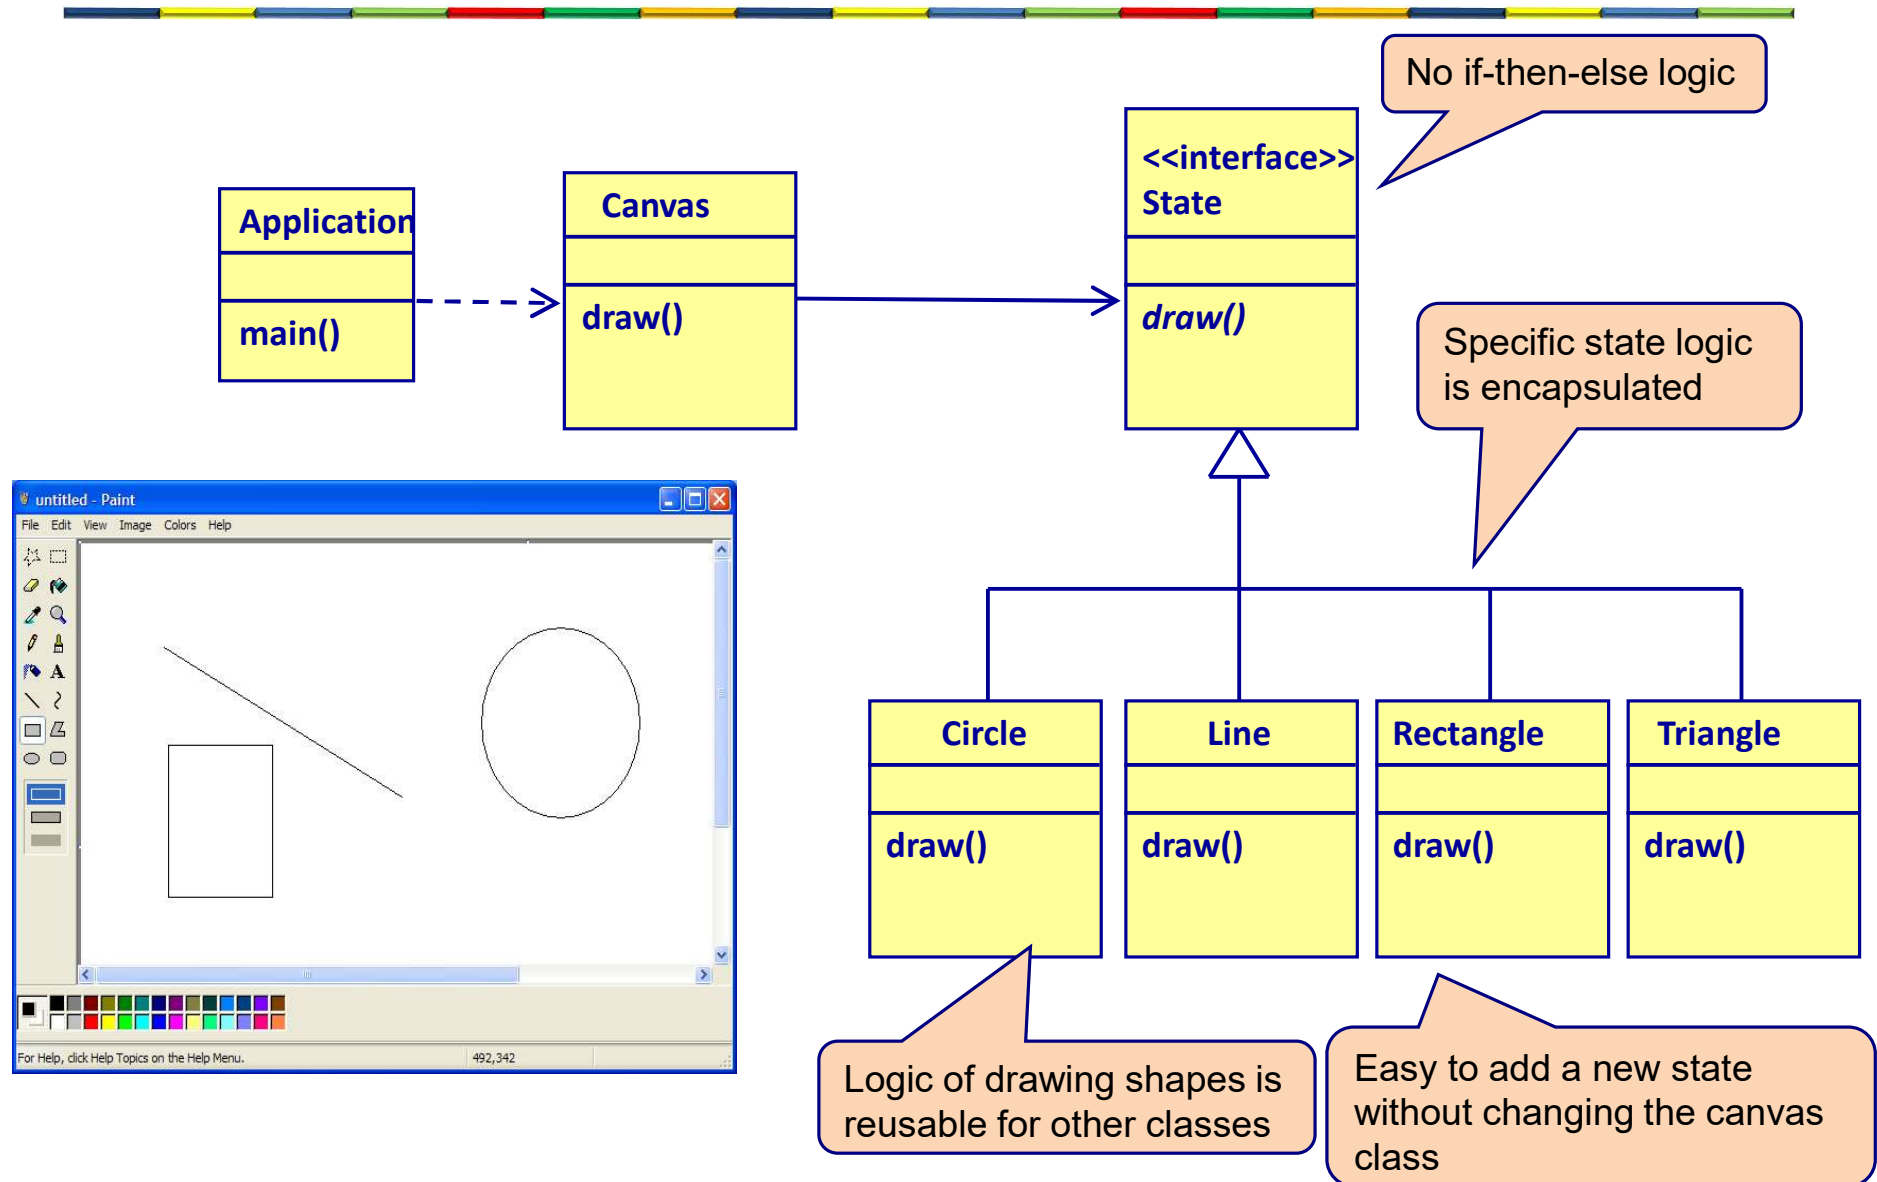 No if-then-else logic
<<interface>>
State
draw()
Application
main()
Canvas
draw()
Specific state logic
is encapsulated
untitled - Paint
File Edit View Image Colors Help
A
For Help, click Help Topics on the Help Menu.
492,342
Circle
draw()
Line
draw()
Rectangle
draw()
Triangle
draw()
Logic of drawing shapes is
reusable for other classes
Easy to add a new state
without changing the canvas
class